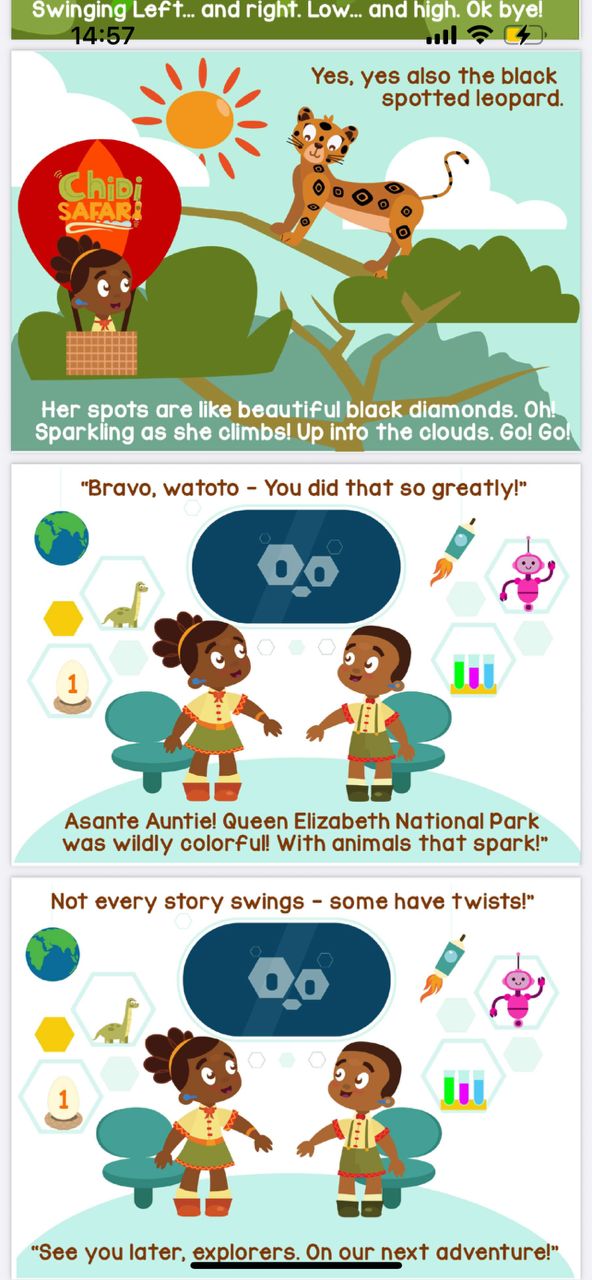 Swinging Left... and right. Low... and high. Ok bye!
14:57
Yes, yes also the black
spotted leopard.
CHiDi
SAFARI
Her spots are like beautiful black diamonds. Oh!
Sparkling as she climbs! Up into the clouds. Go! Go!
“Bravo, watoto – You did that so greatly!”
1
Asante Auntie! Queen Elizabeth National Park
was wildly colorful! With animals that spark!”
Not every story swings – some have twists!”
1
“See you later, explorers. On our next adventure!”